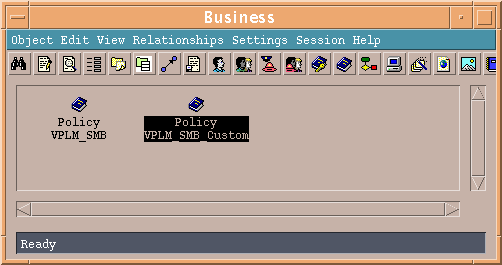 Business
Object Edit View Relationships Settings Session Help
Policy
VPLM_SMB
Policy
VPLM_SMB_Custom
Ready